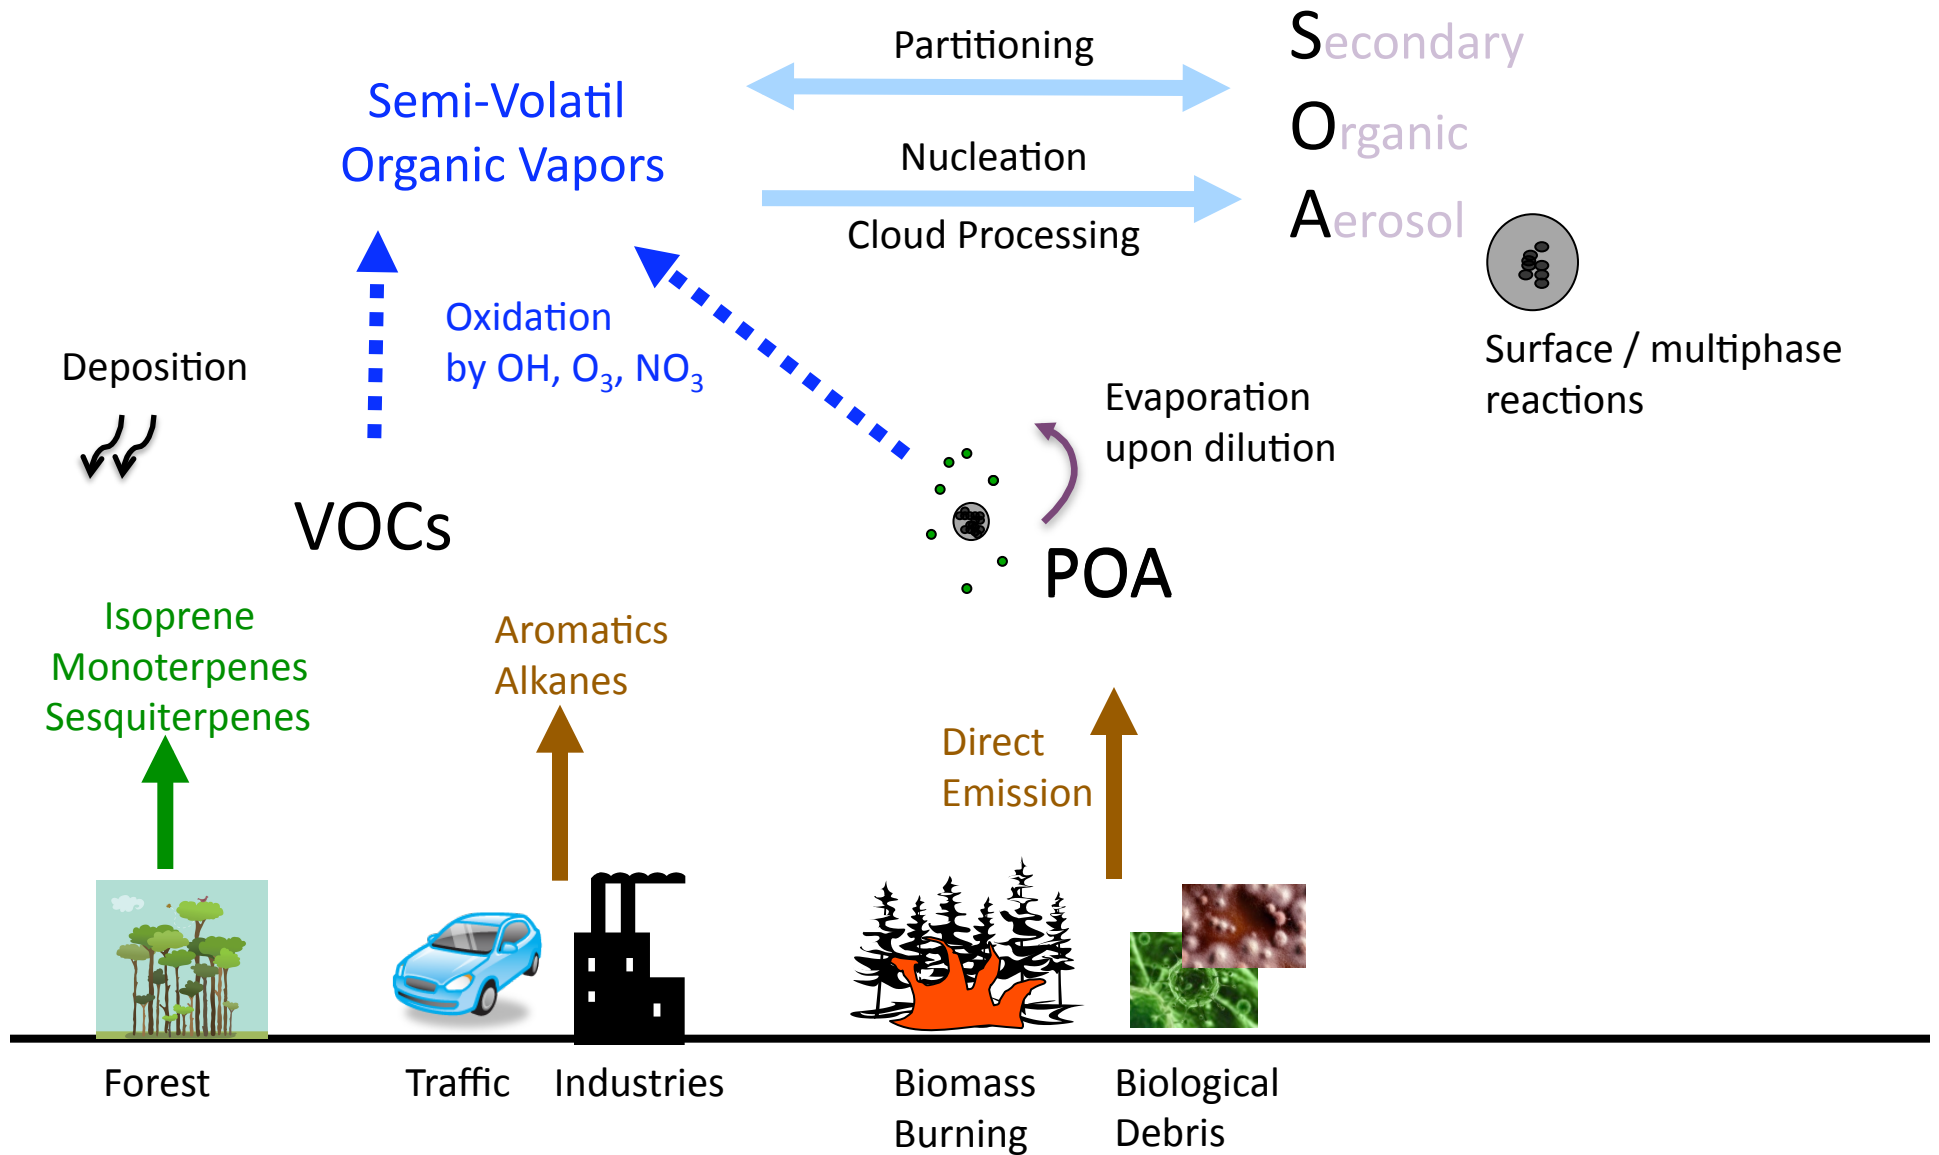 Partitioning
Secondary
Semi-Volatil
Organic Vapors
Organic
Nucleation
Cloud Processing
Aerosol
Oxidation
by OH, O₃, NO₃
Deposition
Surface / multiphase
reactions
Evaporation
upon dilution
VOCs
POA
Isoprene
Monoterpenes
Sesquiterpenes
Aromatics
Alkanes
Direct
Emission
Forest
Traffic
Industries
Biomass
Burning
Biological
Debris